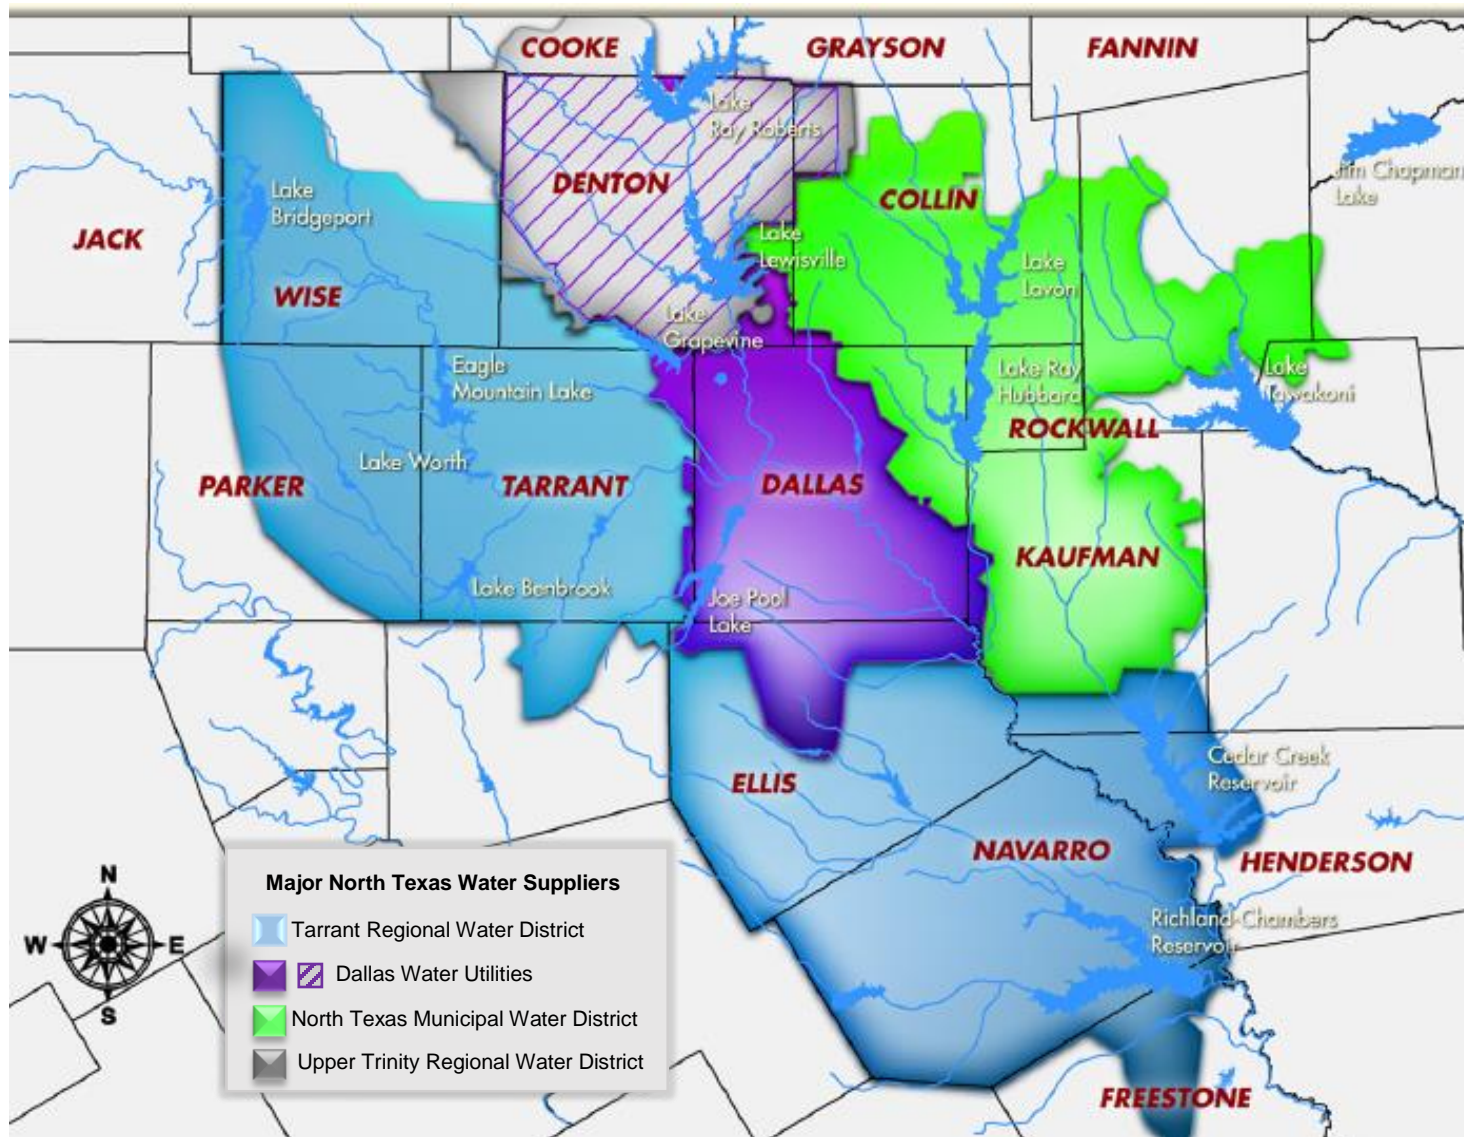 COOKE
GRAYSON
FANNIN
Lake
Ray Roberts
Jim Chapman
Lake
DENTON
COLLIN
Lake
Bridgeport
JACK
Lake
Lewisville
Lake
Lavon
WISE
Lake
Grapevine
Eagle
Mountain Lake
Lake Ray
Hubbard
Lake
Tawakoni
ROCKWALL
Lake Worth
PARKER
TARRANT
DALLAS
KAUFMAN
Lake Benbrook
Joe Pool
Lake
Cedar Creek
Reservoir
ELLIS
NAVARRO
HENDERSON
Richland-Chambers
Reservoir
FREESTONE
N
W
E
S
Major North Texas Water Suppliers
Tarrant Regional Water District
Dallas Water Utilities
North Texas Municipal Water District
Upper Trinity Regional Water District